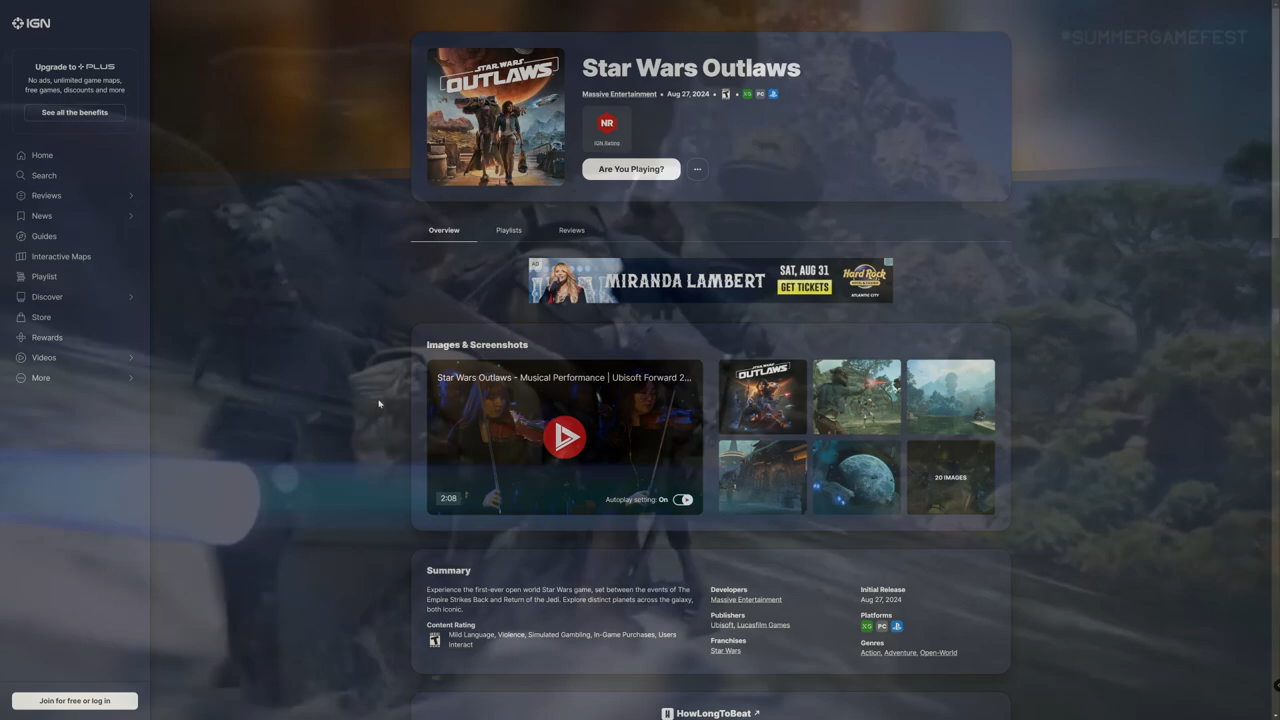 IGN
Upgrade to + PLUS
No ads, unlimited game maps,
free games, discounts and more
See all the benefits
Home
Search
Reviews
News
Guides
Interactive Maps
Playlist
Discover
Store
Rewards
Videos
More
Join for free or log in
#SUMMERGAMEFEST
STAR WARS
OUTLAWS
Star Wars Outlaws
Massive Entertainment • Aug 27, 2024 • T • XS PC
NR
IGN Rating
Are You Playing?
Overview
Playlists
Reviews
AD
MIRANDA LAMBERT
SAT, AUG 31
GET TICKETS
Hard Rock
HOTEL & CASINO
ATLANTIC CITY
Images & Screenshots
Star Wars Outlaws - Musical Performance | Ubisoft Forward 2...
2:08
Autoplay setting: On
STAR WARS
OUTLAWS
20 IMAGES
Summary
Experience the first-ever open world Star Wars game, set between the events of The
Empire Strikes Back and Return of the Jedi. Explore distinct planets across the galaxy,
both iconic.
Content Rating
T
Mild Language, Violence, Simulated Gambling, In-Game Purchases, Users
Interact
Developers
Massive Entertainment
Publishers
Ubisoft, Lucasfilm Games
Franchises
Star Wars
Initial Release
Aug 27, 2024
Platforms
XS PC
Genres
Action, Adventure, Open-World
HowLongToBeat